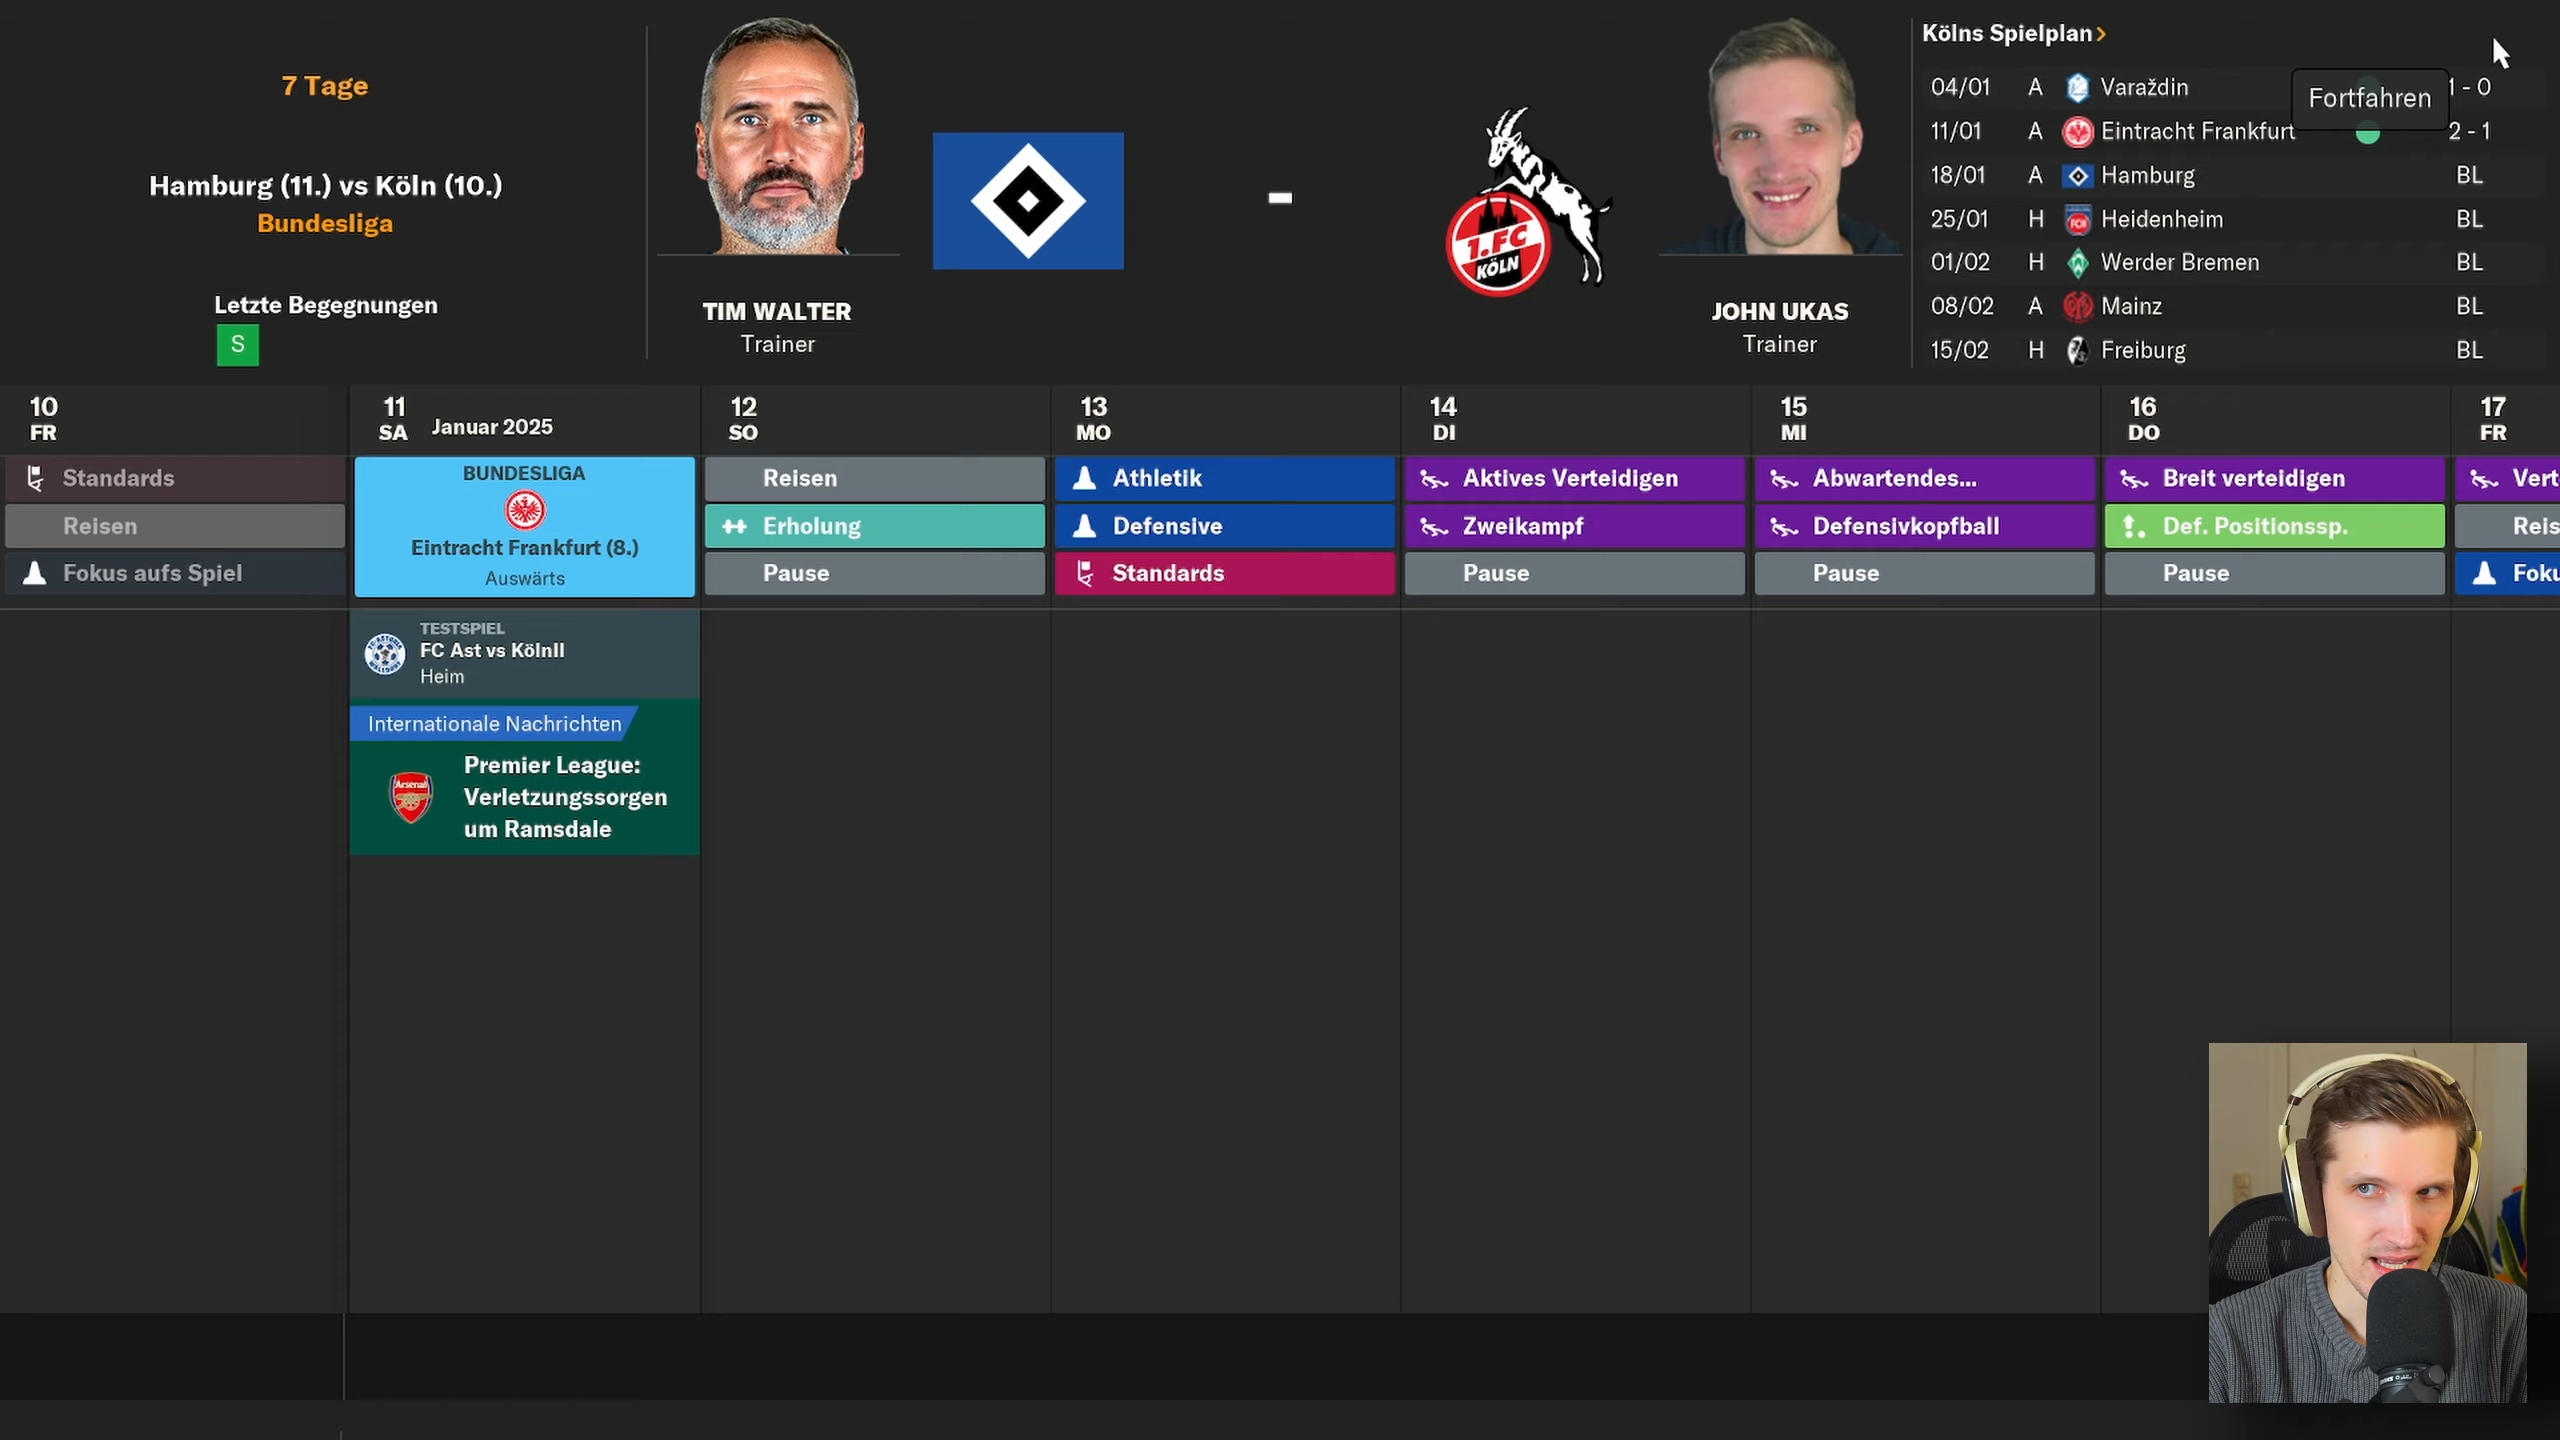 7 Tage
Hamburg (11.) vs Köln (10.)
Bundesliga
Letzte Begegnungen
S
TIM WALTER
Trainer
-
1.FC
KÖLN
JOHN UKAS
Trainer
Kölns Spielplan
04/01 A Varaždin 1 - 0
Fortfahren
11/01 A Eintracht Frankfurt 2 - 1
18/01 A Hamburg BL
25/01 H Heidenheim BL
01/02 H Werder Bremen BL
08/02 A Mainz BL
15/02 H Freiburg BL
10
FR
11
SA Januar 2025
12
SO
13
MO
14
DI
15
MI
16
DO
17
FR
Standards
Reisen
Fokus aufs Spiel
BUNDESLIGA
Eintracht Frankfurt (8.)
Auswärts
Reisen
Erholung
Pause
Athletik
Defensive
Standards
Aktives Verteidigen
Zweikampf
Pause
Abwartendes...
Defensivkopfball
Pause
Breit verteidigen
Def. Positionssp.
Pause
Vert
Reis
Foku
TESTSPIEL
FC Ast vs KölnII
Heim
Internationale Nachrichten
Arsenal
Premier League:
Verletzungssorgen
um Ramsdale